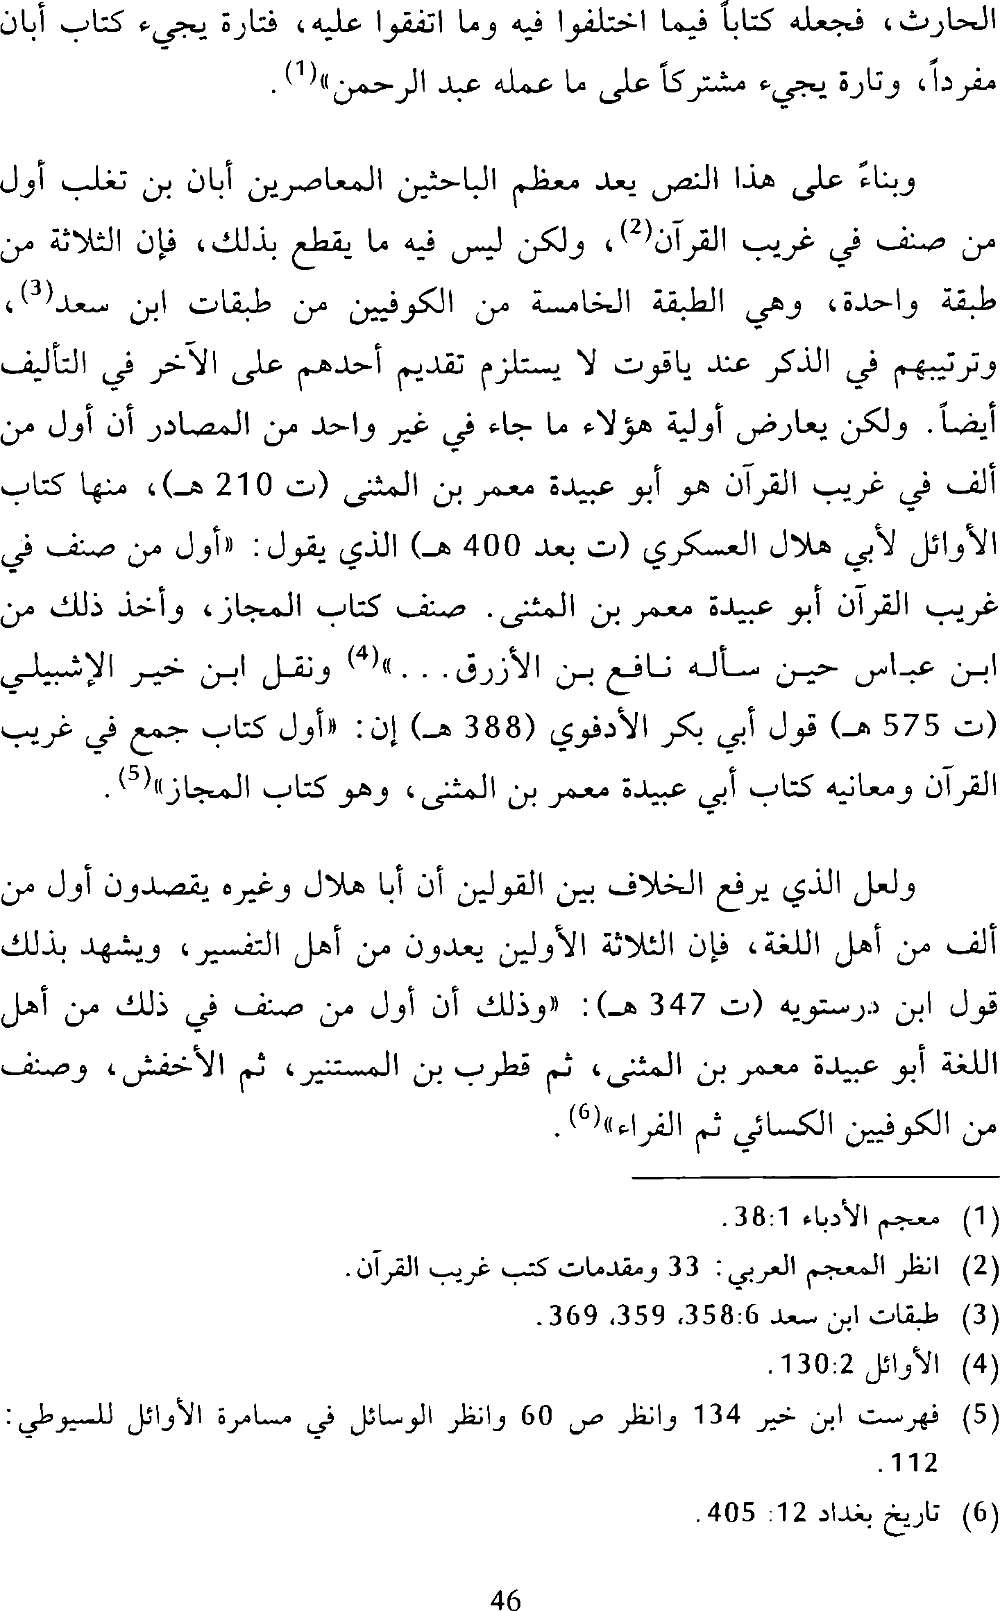 الحارث، فجعله كتاباً فيما اختلفوا فيه وما اتفقوا عليه، فتارة يجيء كتاب أبان
مفرداً، وتارة يجيء مشتركاً على ما عمله عبد الرحمن»(1).
وبناءً على هذا النص يعد معظم الباحثين المعاصرين أبان بن تغلب أول
من صنف في غريب القرآن(2)، ولكن ليس فيه ما يقطع بذلك، فإن الثلاثة من
طبقة واحدة، وهي الطبقة الخامسة من الكوفيين من طبقات ابن سعد(3)،
وترتيبهم في الذكر عند ياقوت لا يستلزم تقديم أحدهم على الآخر في التأليف
أيضاً. ولكن يعارض أولية هؤلاء ما جاء في غير واحد من المصادر أن أول من
ألف في غريب القرآن هو أبو عبيدة معمر بن المثنى (ت 210 هـ)، منها كتاب
الأوائل لأبي هلال العسكري (ت بعد 400 هـ) الذي يقول: «أول من صنف في
غريب القرآن أبو عبيدة معمر بن المثنى. صنف كتاب المجاز، وأخذ ذلك من
ابن عباس حين سأله نافع بن الأزرق...»(4) ونقل ابن خير الإشبيلي
(ت 575 هـ) قول أبي بكر الأدفوي (388 هـ) إن: «أول كتاب جمع في غريب
القرآن ومعانيه كتاب أبي عبيدة معمر بن المثنى، وهو كتاب المجاز»(5).
ولعل الذي يرفع الخلاف بين القولين أن أبا هلال وغيره يقصدون أول من
ألف من أهل اللغة، فإن الثلاثة الأولين يعدون من أهل التفسير، ويشهد بذلك
قول ابن درستويه (ت 347 هـ): «وذلك أن أول من صنف في ذلك من أهل
اللغة أبو عبيدة معمر بن المثنى، ثم قطرب بن المستنير، ثم الأخفش، وصنف
من الكوفيين الكسائي ثم الفراء»(6).
(1) معجم الأدباء 38:1.
(2) انظر المعجم العربي: 33 ومقدمات كتب غريب القرآن.
(3) طبقات ابن سعد 358:6، 359، 369.
(4) الأوائل 130:2.
(5) فهرست ابن خير 134 وانظر ص 60 وانظر الوسائل في مسامرة الأوائل للسيوطي:
112.
(6) تاريخ بغداد 12: 405.
46